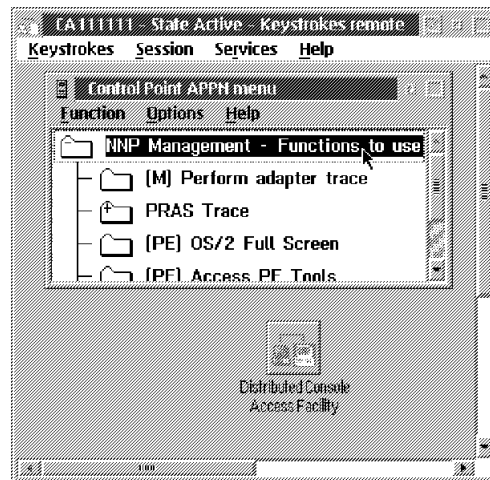 CA111111 - State Active - Keystrokes remote
Keystrokes Session Services Help
Control Point APPN menu
Function Options Help
NNP Management - Functions to use
(M) Perform adapter trace
PRAS Trace
(PE) OS/2 Full Screen
(PE) Access PE Tools
Distributed Console
Access Facility